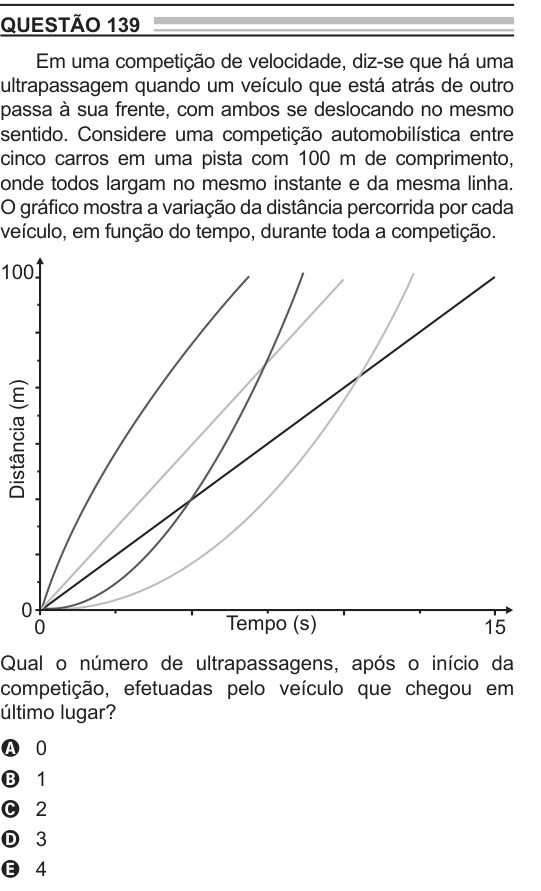 QUESTÃO 139
Em uma competição de velocidade, diz-se que há uma
ultrapassagem quando um veículo que está atrás de outro
passa à sua frente, com ambos se deslocando no mesmo
sentido. Considere uma competição automobilística entre
cinco carros em uma pista com 100 m de comprimento,
onde todos largam no mesmo instante e da mesma linha.
O gráfico mostra a variação da distância percorrida por cada
veículo, em função do tempo, durante toda a competição.
100
Distância (m)
0
0
Tempo (s)
15
Qual o número de ultrapassagens, após o início da
competição, efetuadas pelo veículo que chegou em
último lugar?
A 0
B 1
C 2
D 3
E 4